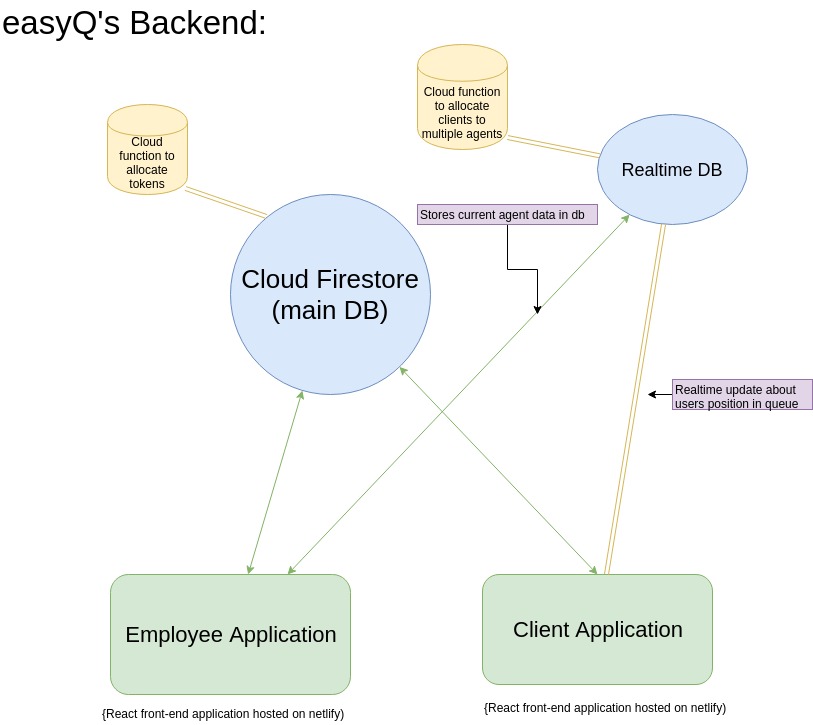 easyQ's Backend:
Cloud function
to allocate
clients to
multiple agents
Cloud
function to
allocate
tokens
Realtime DB
Stores current agent data in db
Cloud Firestore
(main DB)
Realtime update about
users position in queue
Employee Application
Client Application
{React front-end application hosted on netlify)
{React front-end application hosted on netlify)